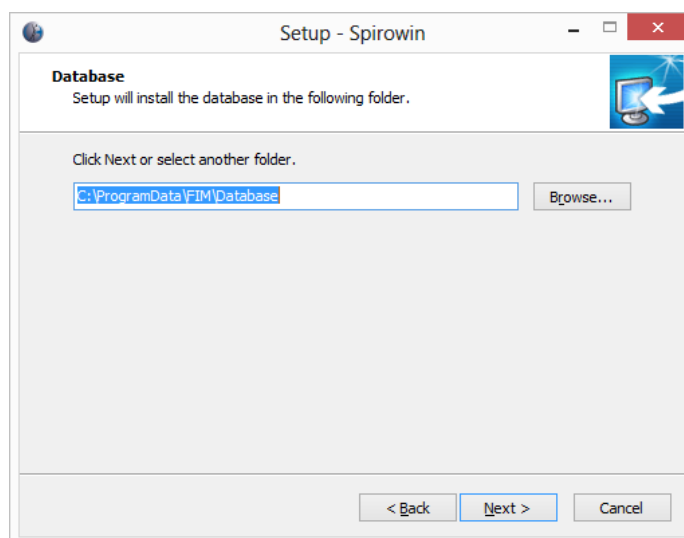 Setup - Spirowin
Database
Setup will install the database in the following folder.
Click Next or select another folder.
C:\ProgramData\FIM\Database
Browse...
< Back
Next >
Cancel